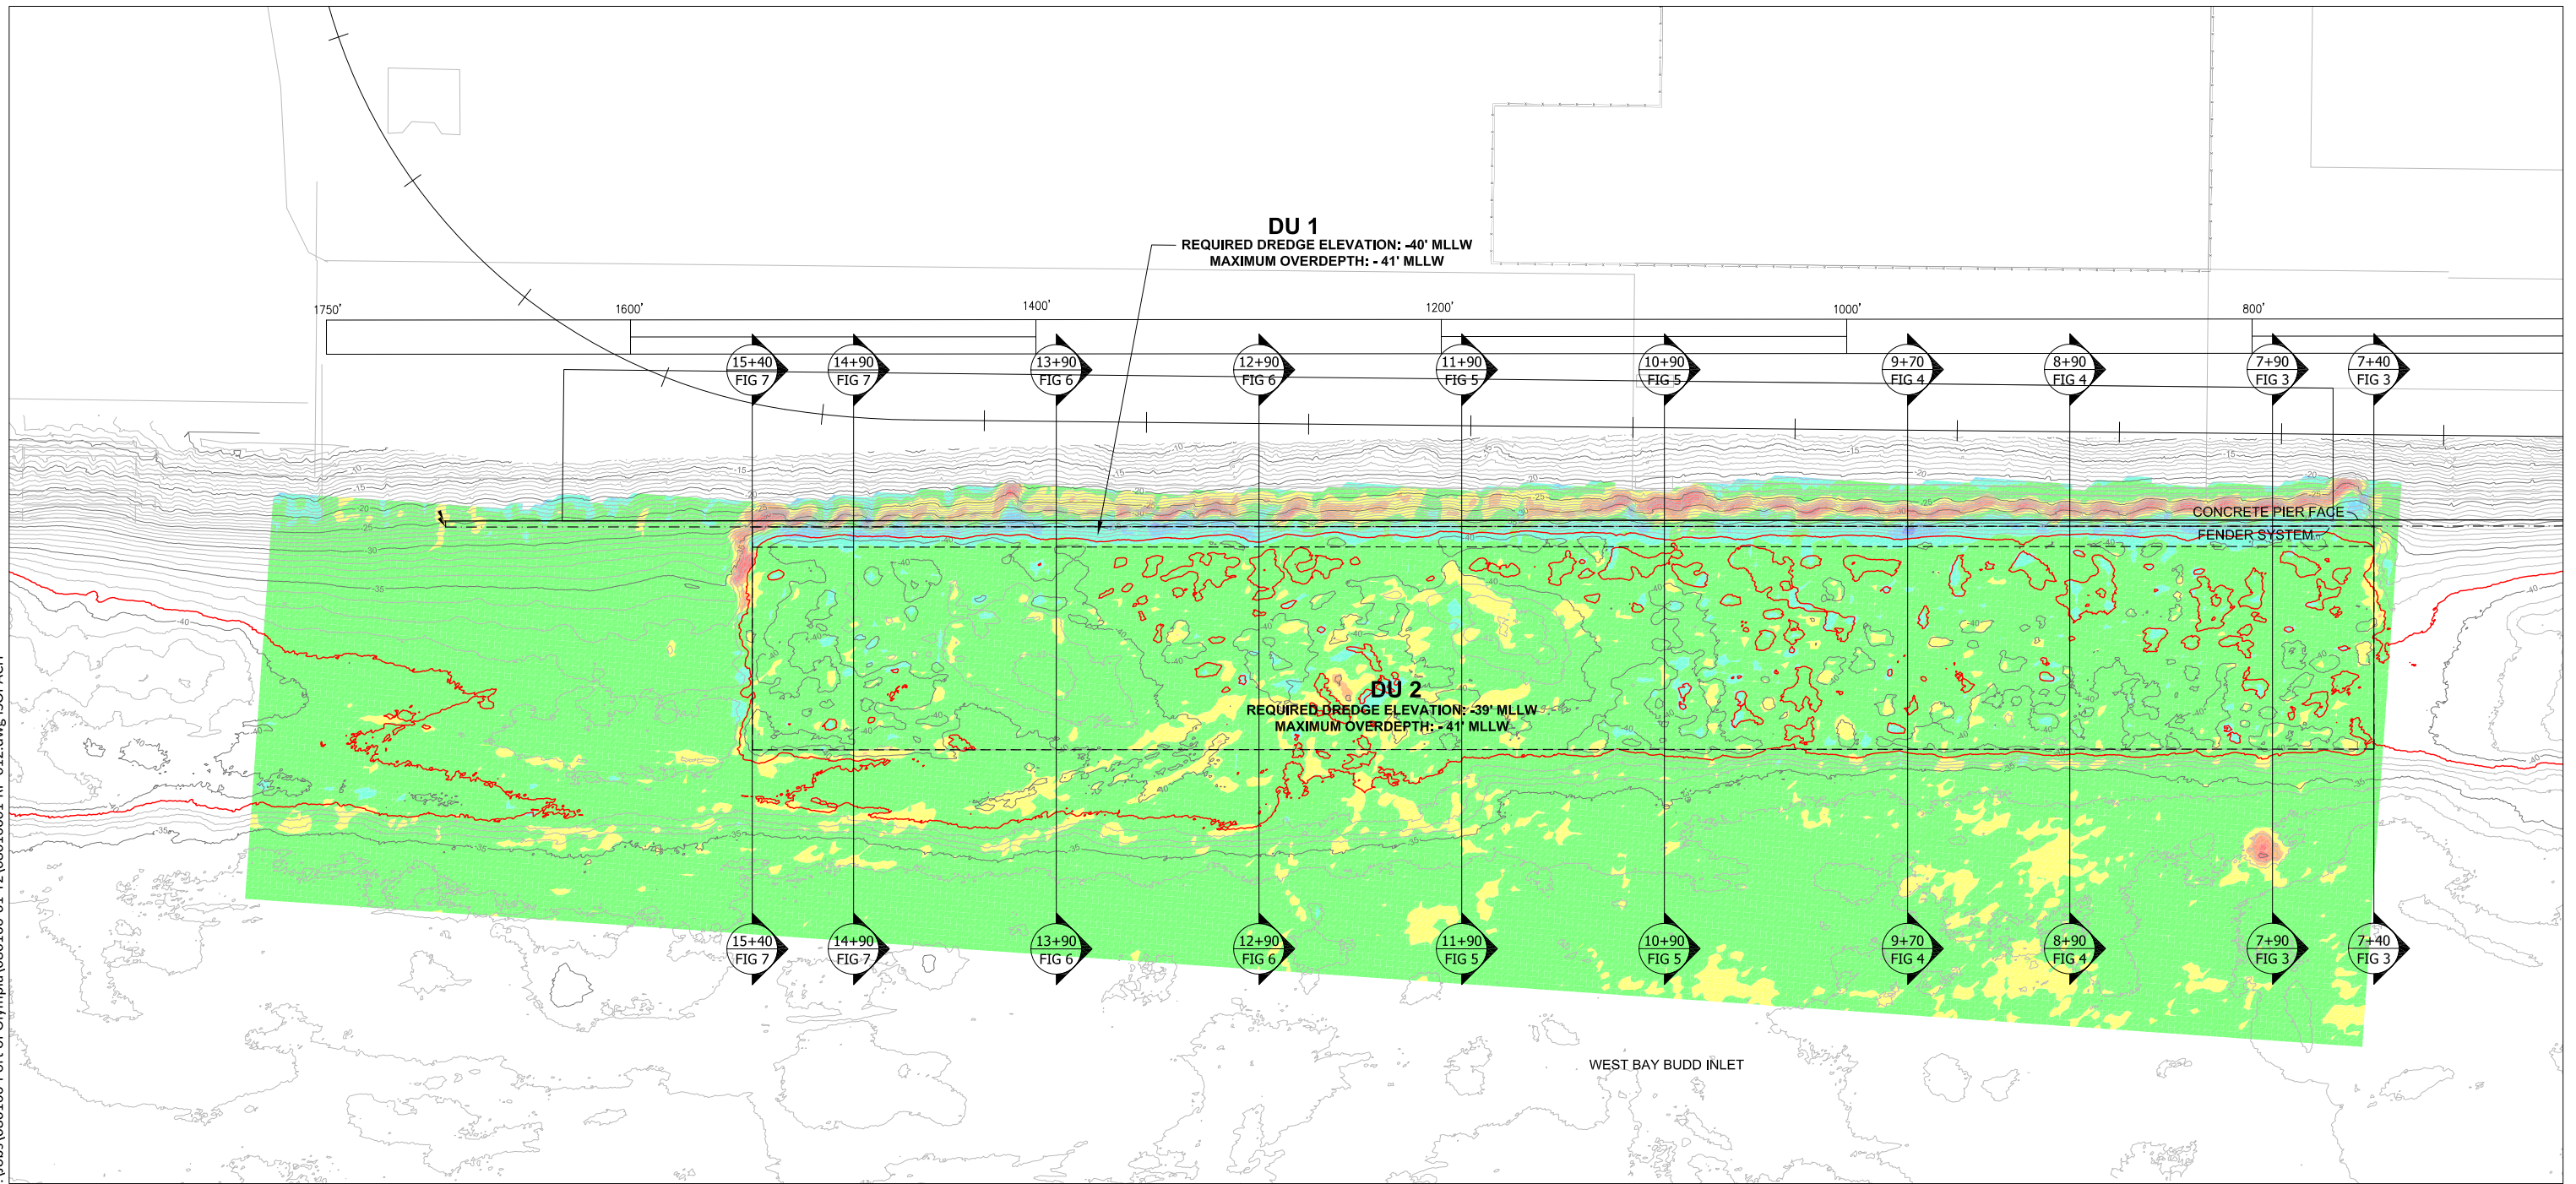 DU 1
REQUIRED DREDGE ELEVATION: -40' MLLW
MAXIMUM OVERDEPTH: - 41' MLLW
1750'
1600'
1400'
1200'
1000'
800'
15+40
FIG 7
14+90
FIG 7
13+90
FIG 6
12+90
FIG 6
11+90
FIG 5
10+90
FIG 5
9+70
FIG 4
8+90
FIG 4
7+90
FIG 3
7+40
FIG 3
CONCRETE PIER FACE
FENDER SYSTEM
DU 2
REQUIRED DREDGE ELEVATION: -39' MLLW
MAXIMUM OVERDEPTH: - 41' MLLW
15+40
FIG 7
14+90
FIG 7
13+90
FIG 6
12+90
FIG 6
11+90
FIG 5
10+90
FIG 5
9+70
FIG 4
8+90
FIG 4
7+90
FIG 3
7+40
FIG 3
WEST BAY BUDD INLET